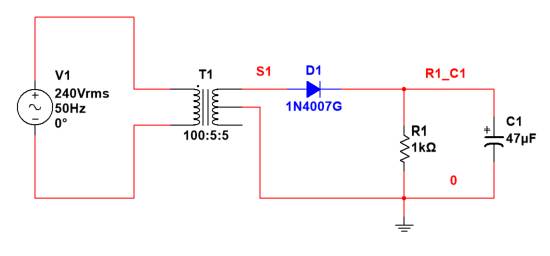 V1
240Vrms
50Hz
0°
T1
100:5:5
S1
D1
1N4007G
R1_C1
R1
1kΩ
C1
47µF
0